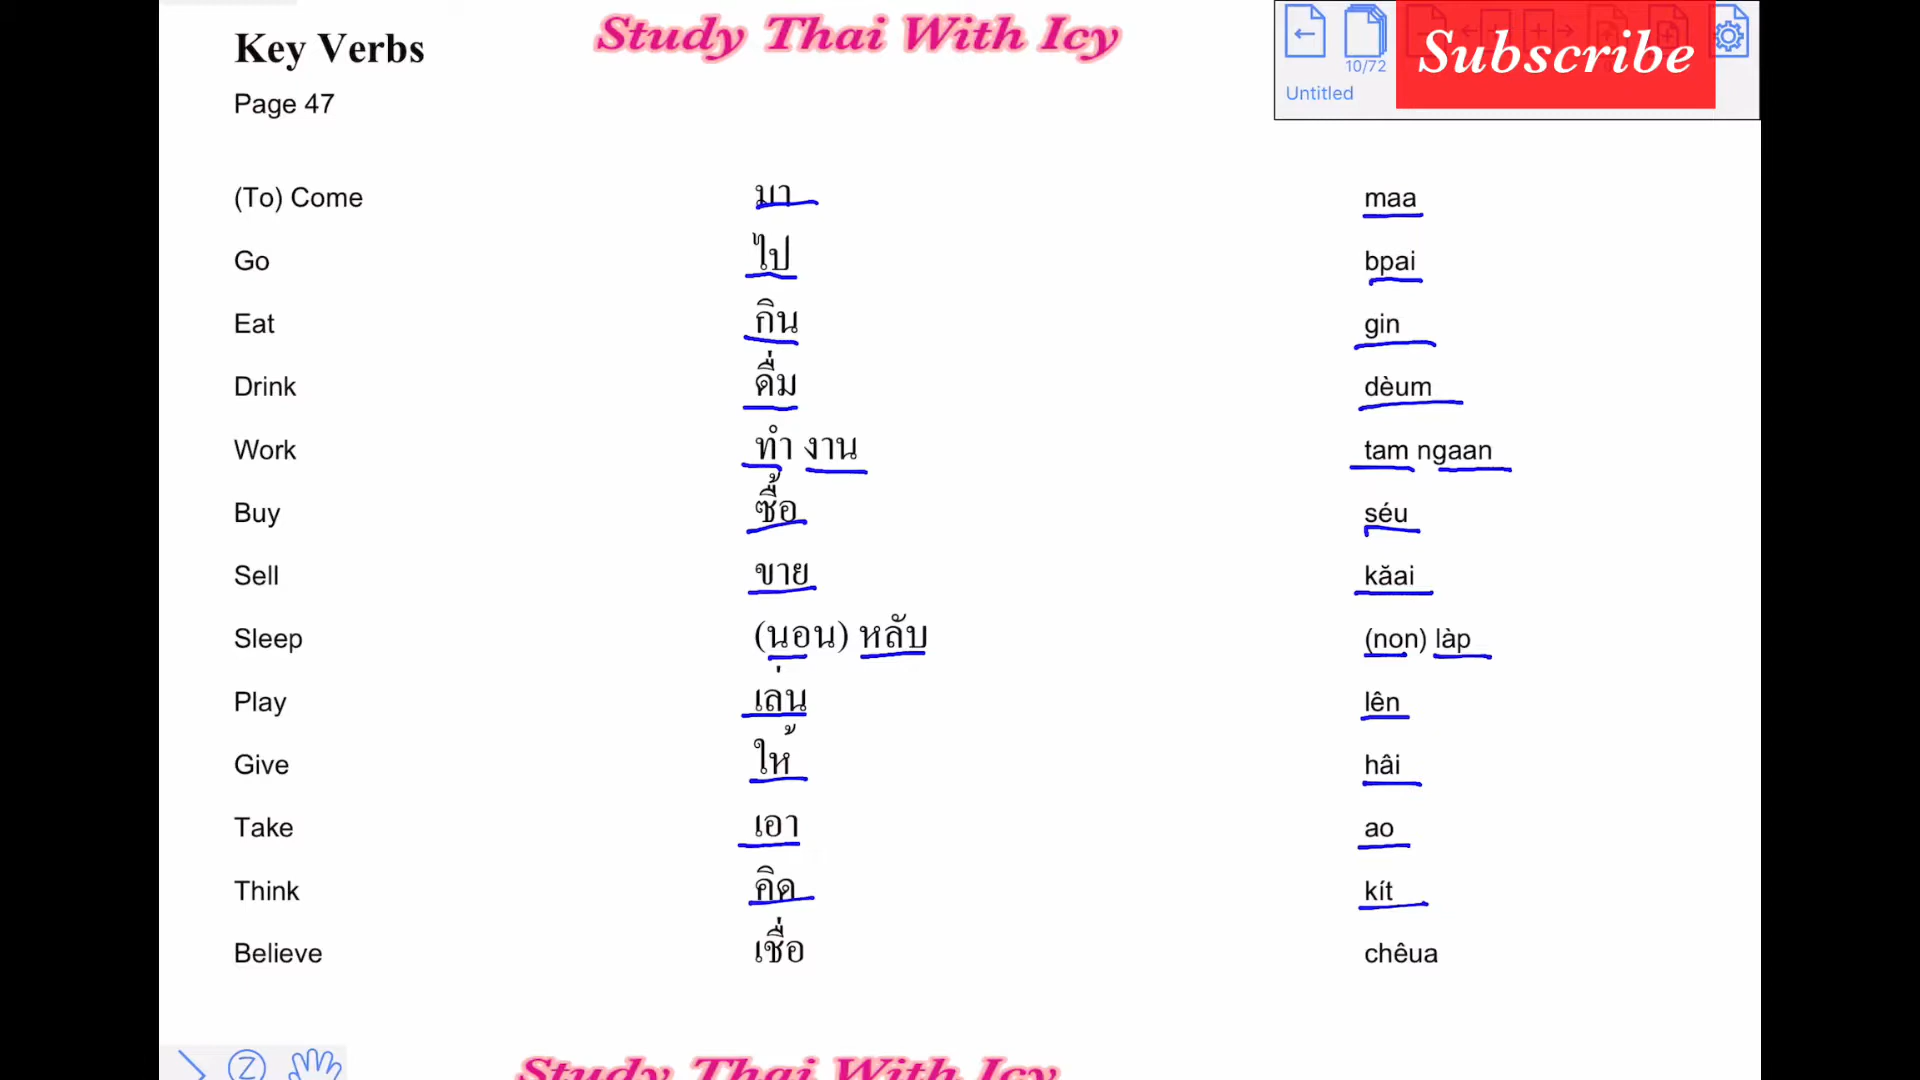 Study Thai With Icy
Key Verbs
Page 47
10/72
Untitled
Subscribe
(To) Come มา maa
Go ไป bpai
Eat กิน gin
Drink ดื่ม dèum
Work ทำ งาน tam ngaan
Buy ซื้อ séu
Sell ขาย kăai
Sleep (นอน) หลับ (non) làp
Play เล่น lên
Give ให้ hâi
Take เอา ao
Think คิด kít
Believe เชื่อ chêua
Z
Study Thai With Icy